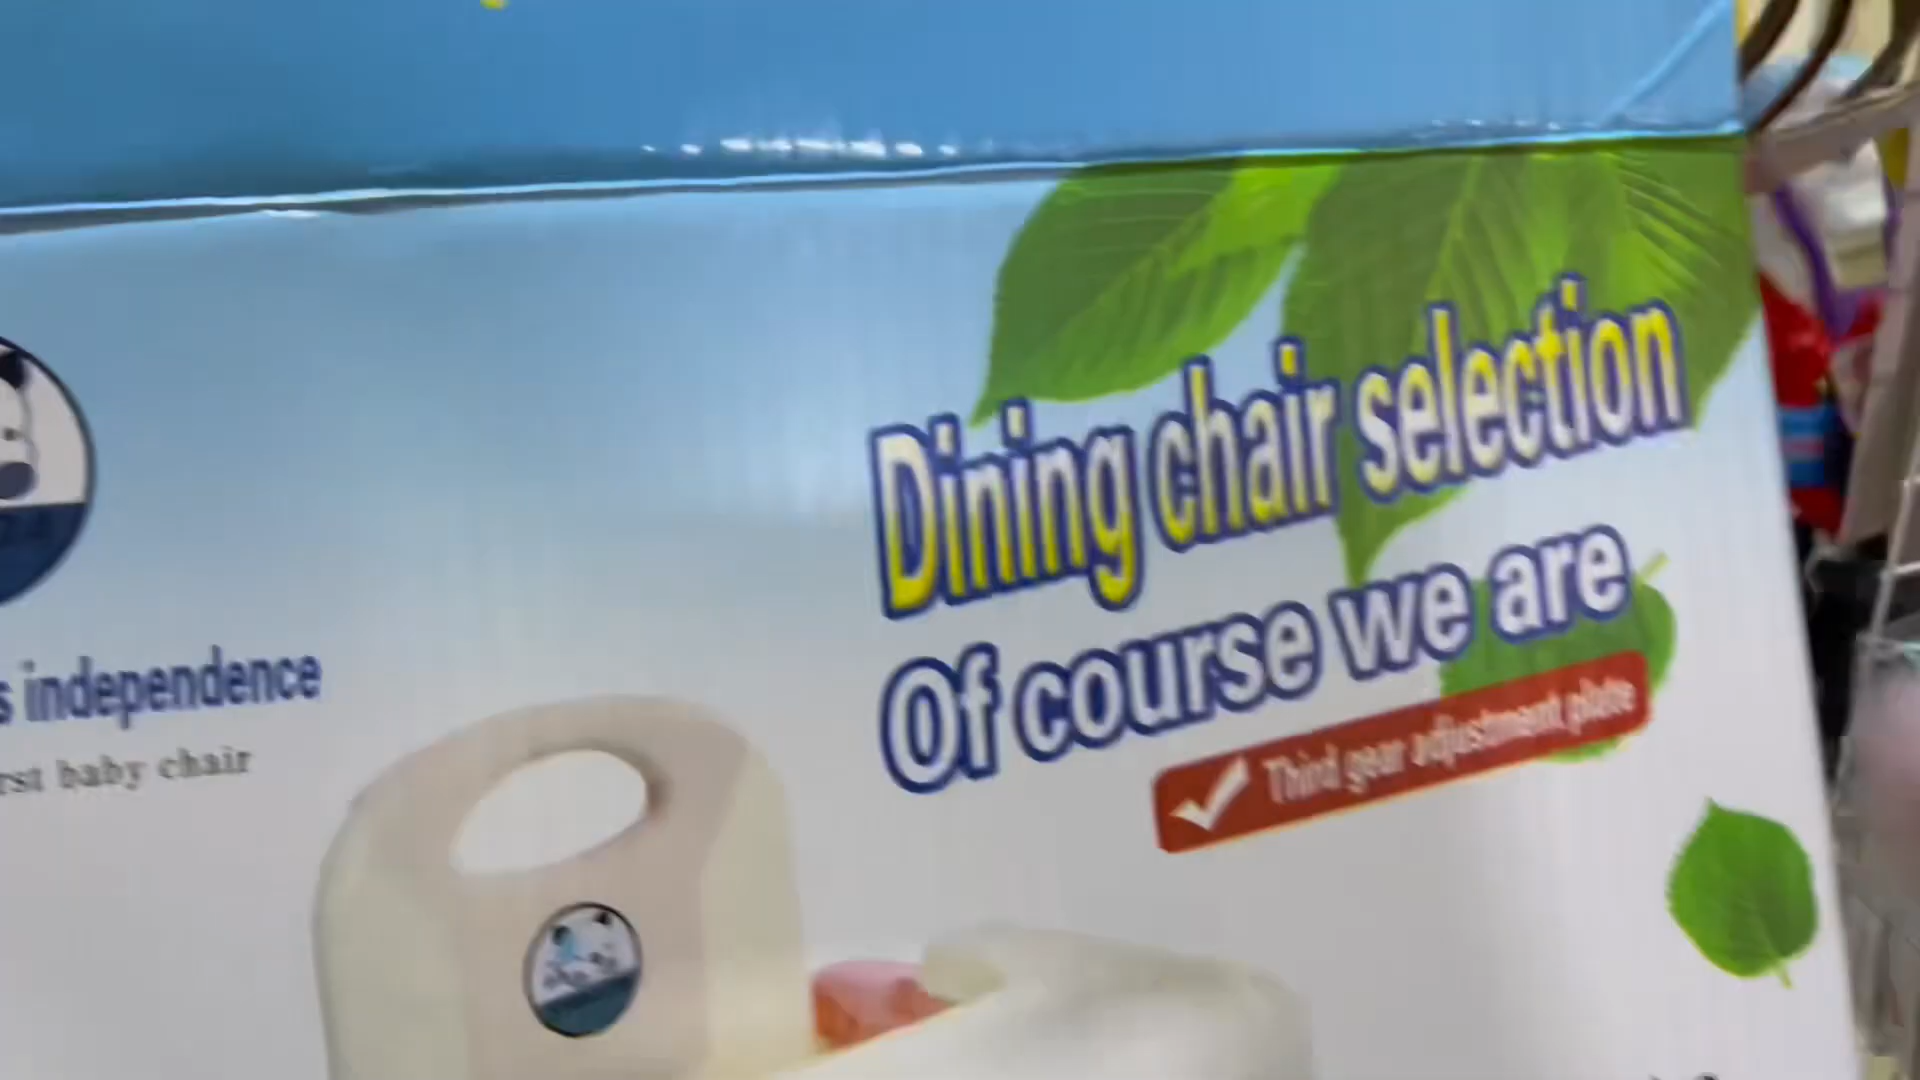 Dining chair selection
Of course we are
Third gear adjustment plate
independence
baby chair